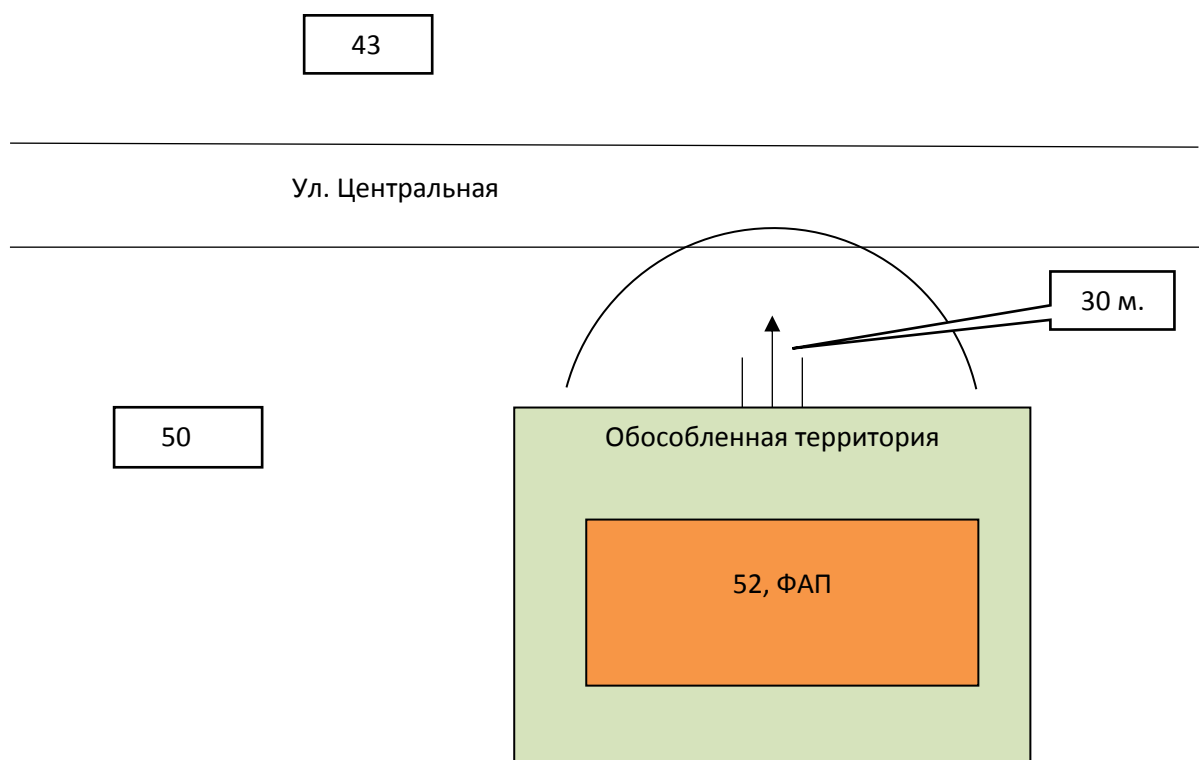 43
Ул. Центральная
30 м.
50
Обособленная территория
52, ФАП